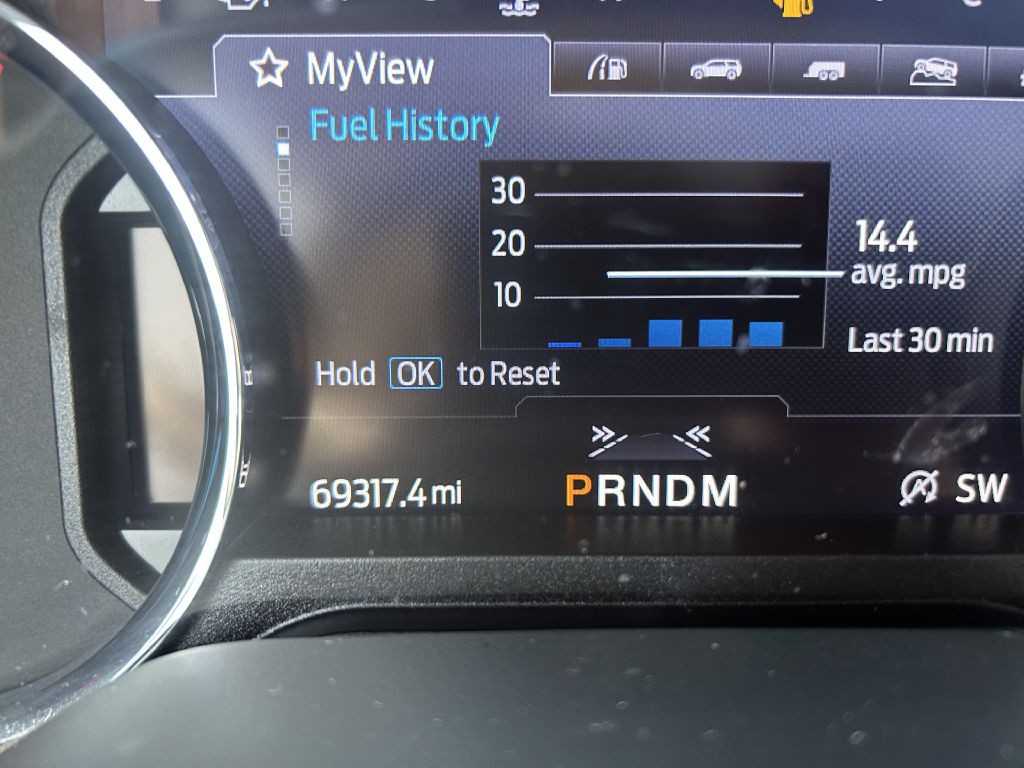 MyView
Fuel History
30
20
10
14.4
avg. mpg
Last 30 min
Hold OK to Reset
69317.4 mi
PRNDM
SW